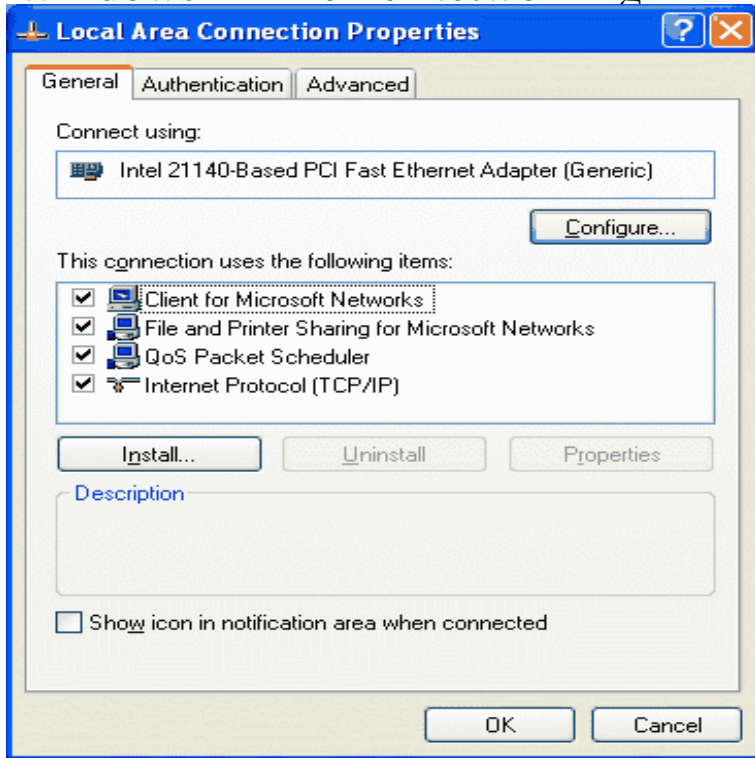 Local Area Connection Properties
General Authentication Advanced
Connect using:
Intel 21140-Based PCI Fast Ethernet Adapter (Generic)
Configure...
This connection uses the following items:
Client for Microsoft Networks
File and Printer Sharing for Microsoft Networks
QoS Packet Scheduler
Internet Protocol (TCP/IP)
Install... Uninstall Properties
Description
Show icon in notification area when connected
OK Cancel